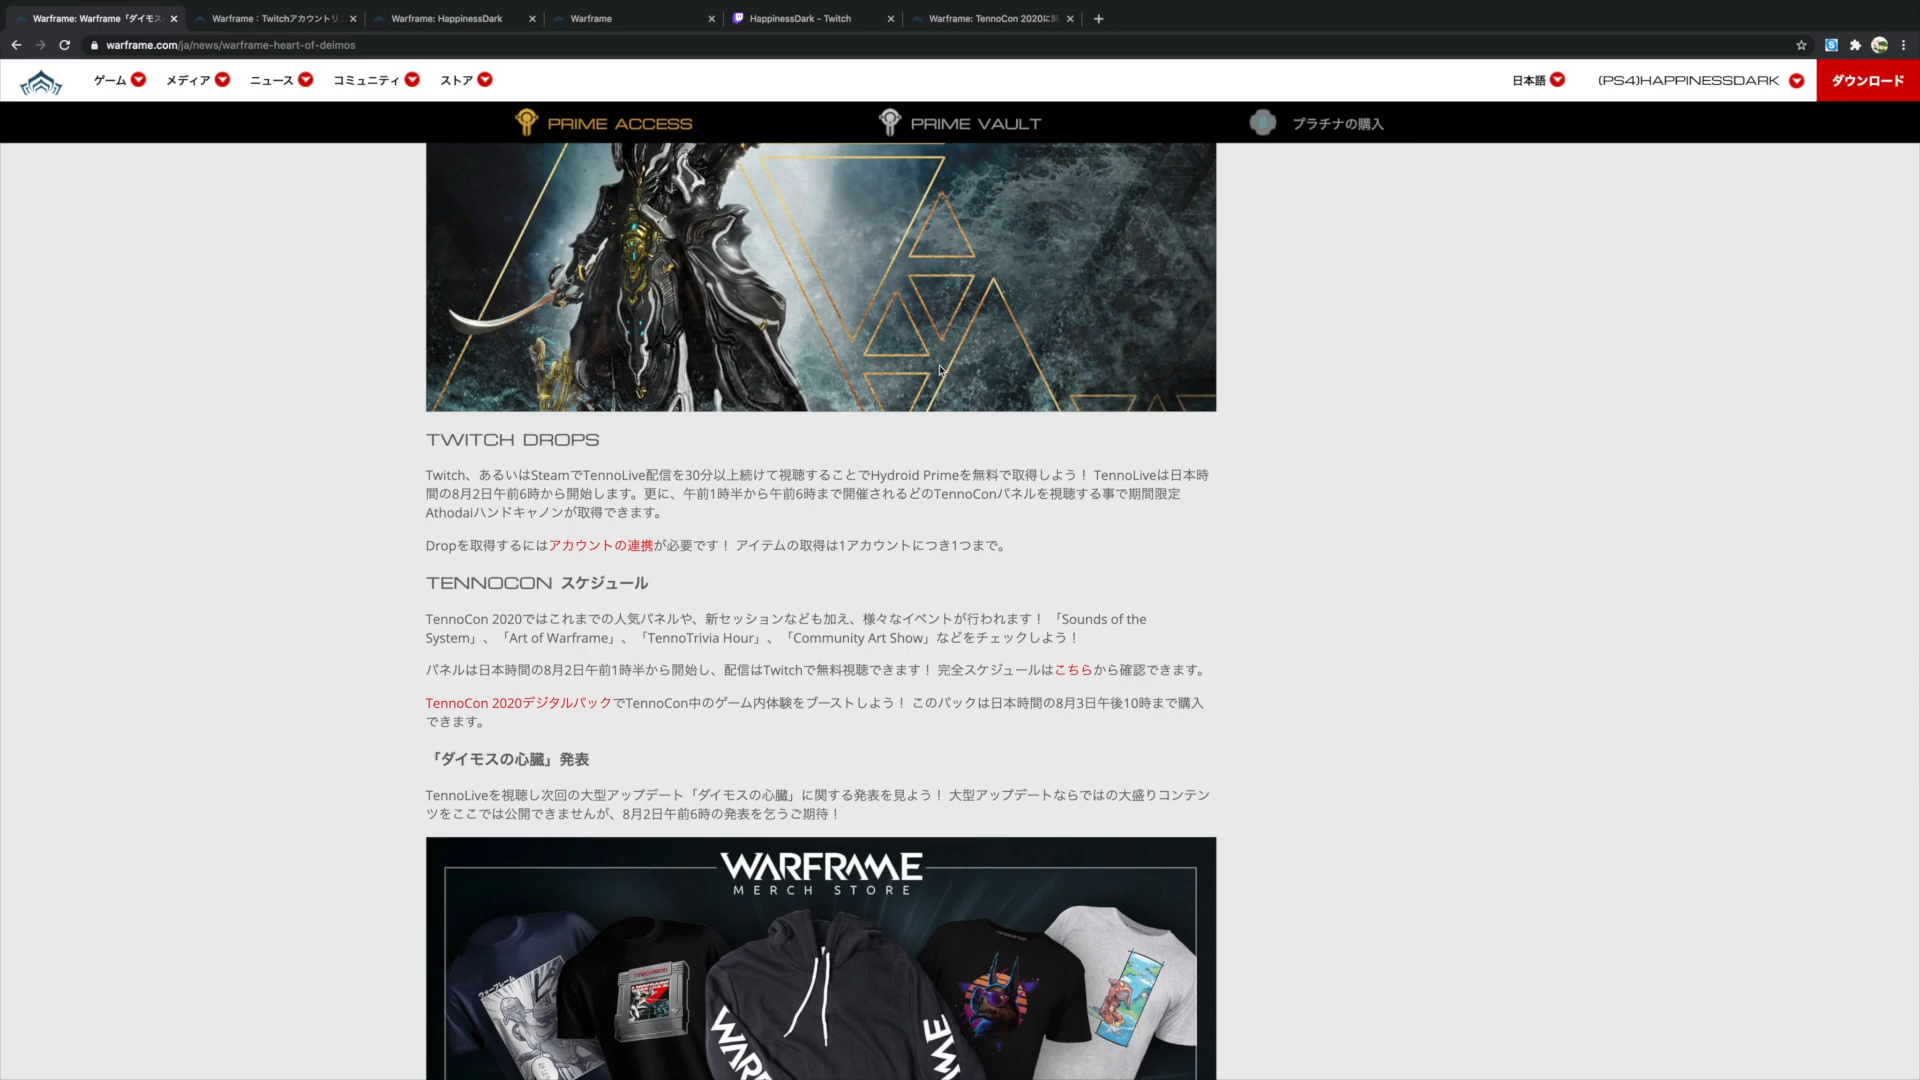 Warframe: Warframe「ダイモス
Warframe：Twitchアカウントリ
Warframe: HappinessDark
Warframe
HappinessDark - Twitch
Warframe: TennoCon 2020に関
warframe.com/ja/news/warframe-heart-of-deimos
ゲーム
メディア
ニュース
コミュニティ
ストア
日本語
(PS4)HAPPINESSDARK
ダウンロード
PRIME ACCESS
PRIME VAULT
プラチナの購入
TWITCH DROPS
Twitch、あるいはSteamでTennoLive配信を30分以上続けて視聴することでHydroid Primeを無料で取得しよう！ TennoLiveは日本時
間の8月2日午前6時から開始します。更に、午前1時半から午前6時まで開催されるどのTennoConパネルを視聴する事で期間限定
Athodaiハンドキャノンが取得できます。
Dropを取得するにはアカウントの連携が必要です！ アイテムの取得は1アカウントにつき1つまで。
TENNOCON スケジュール
TennoCon 2020ではこれまでの人気パネルや、新セッションなども加え、様々なイベントが行われます！ 「Sounds of the
System」、「Art of Warframe」、「TennoTrivia Hour」、「Community Art Show」などをチェックしよう！
パネルは日本時間の8月2日午前1時半から開始し、配信はTwitchで無料視聴できます！ 完全スケジュールはこちらから確認できます。
TennoCon 2020デジタルパックでTennoCon中のゲーム内体験をブーストしよう！ このパックは日本時間の8月3日午後10時まで購入
できます。
「ダイモスの心臓」発表
TennoLiveを視聴し次回の大型アップデート「ダイモスの心臓」に関する発表を見よう！ 大型アップデートならではの大盛りコンテン
ツをここでは公開できませんが、8月2日午前6時の発表を乞うご期待！
WARFRAME
MERCH STORE
ウォーフレーム